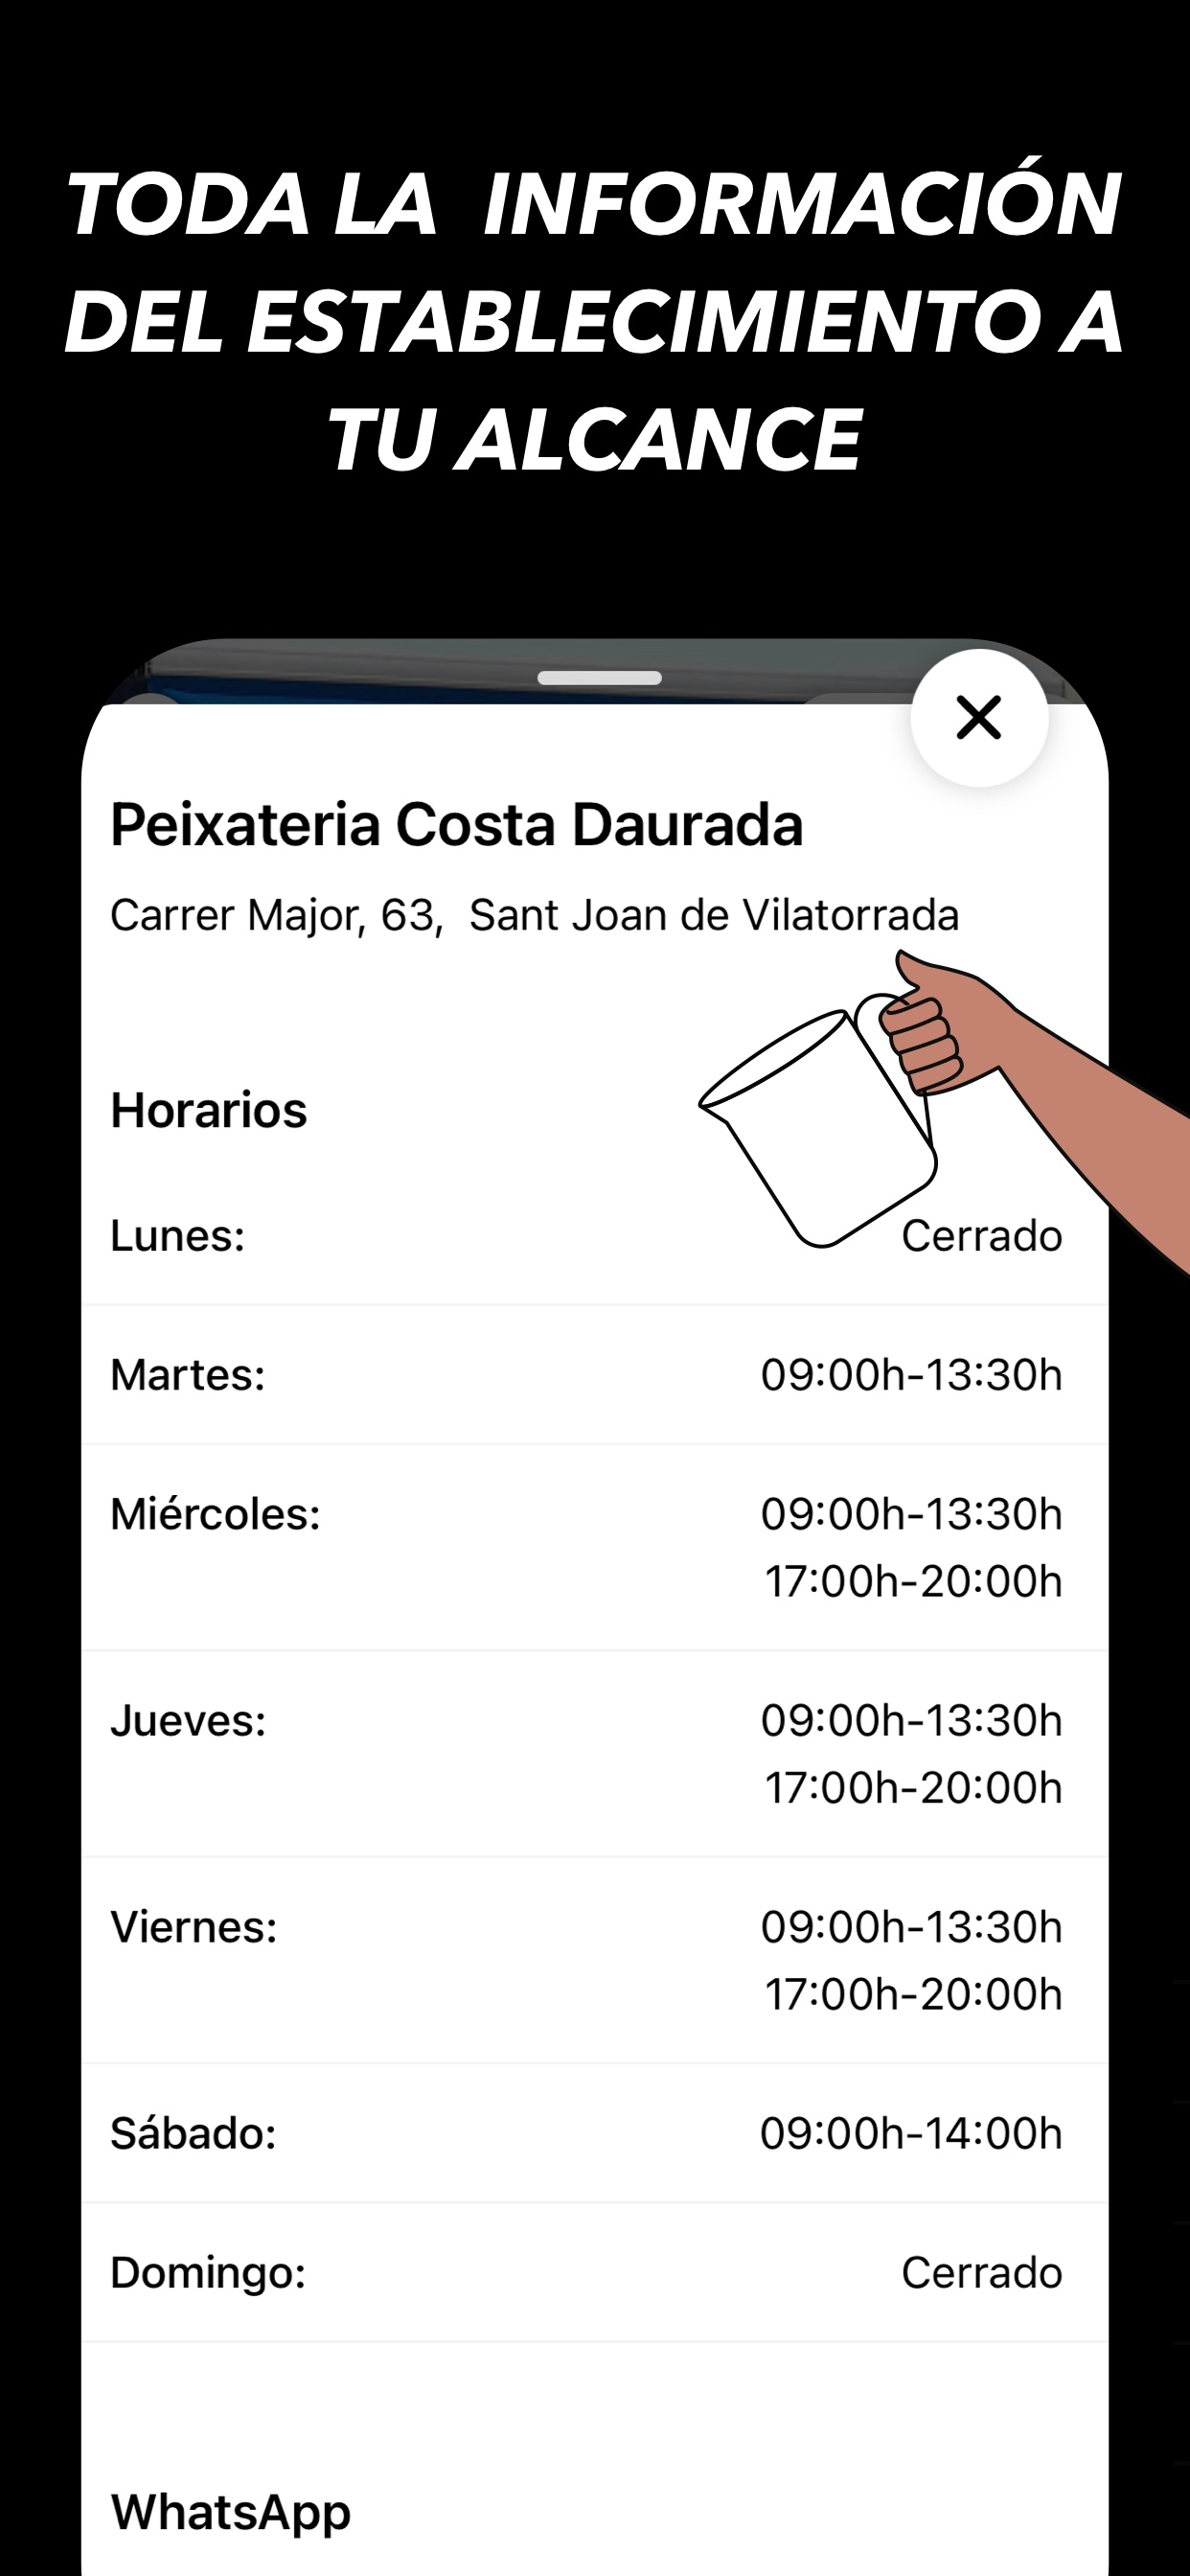 TODA LA  INFORMACIÓN
DEL ESTABLECIMIENTO A
TU ALCANCE
Peixateria Costa Daurada
Carrer Major, 63,  Sant Joan de Vilatorrada
Horarios
Lunes: Cerrado
Martes: 09:00h-13:30h
Miércoles: 09:00h-13:30h
17:00h-20:00h
Jueves: 09:00h-13:30h
17:00h-20:00h
Viernes: 09:00h-13:30h
17:00h-20:00h
Sábado: 09:00h-14:00h
Domingo: Cerrado
WhatsApp